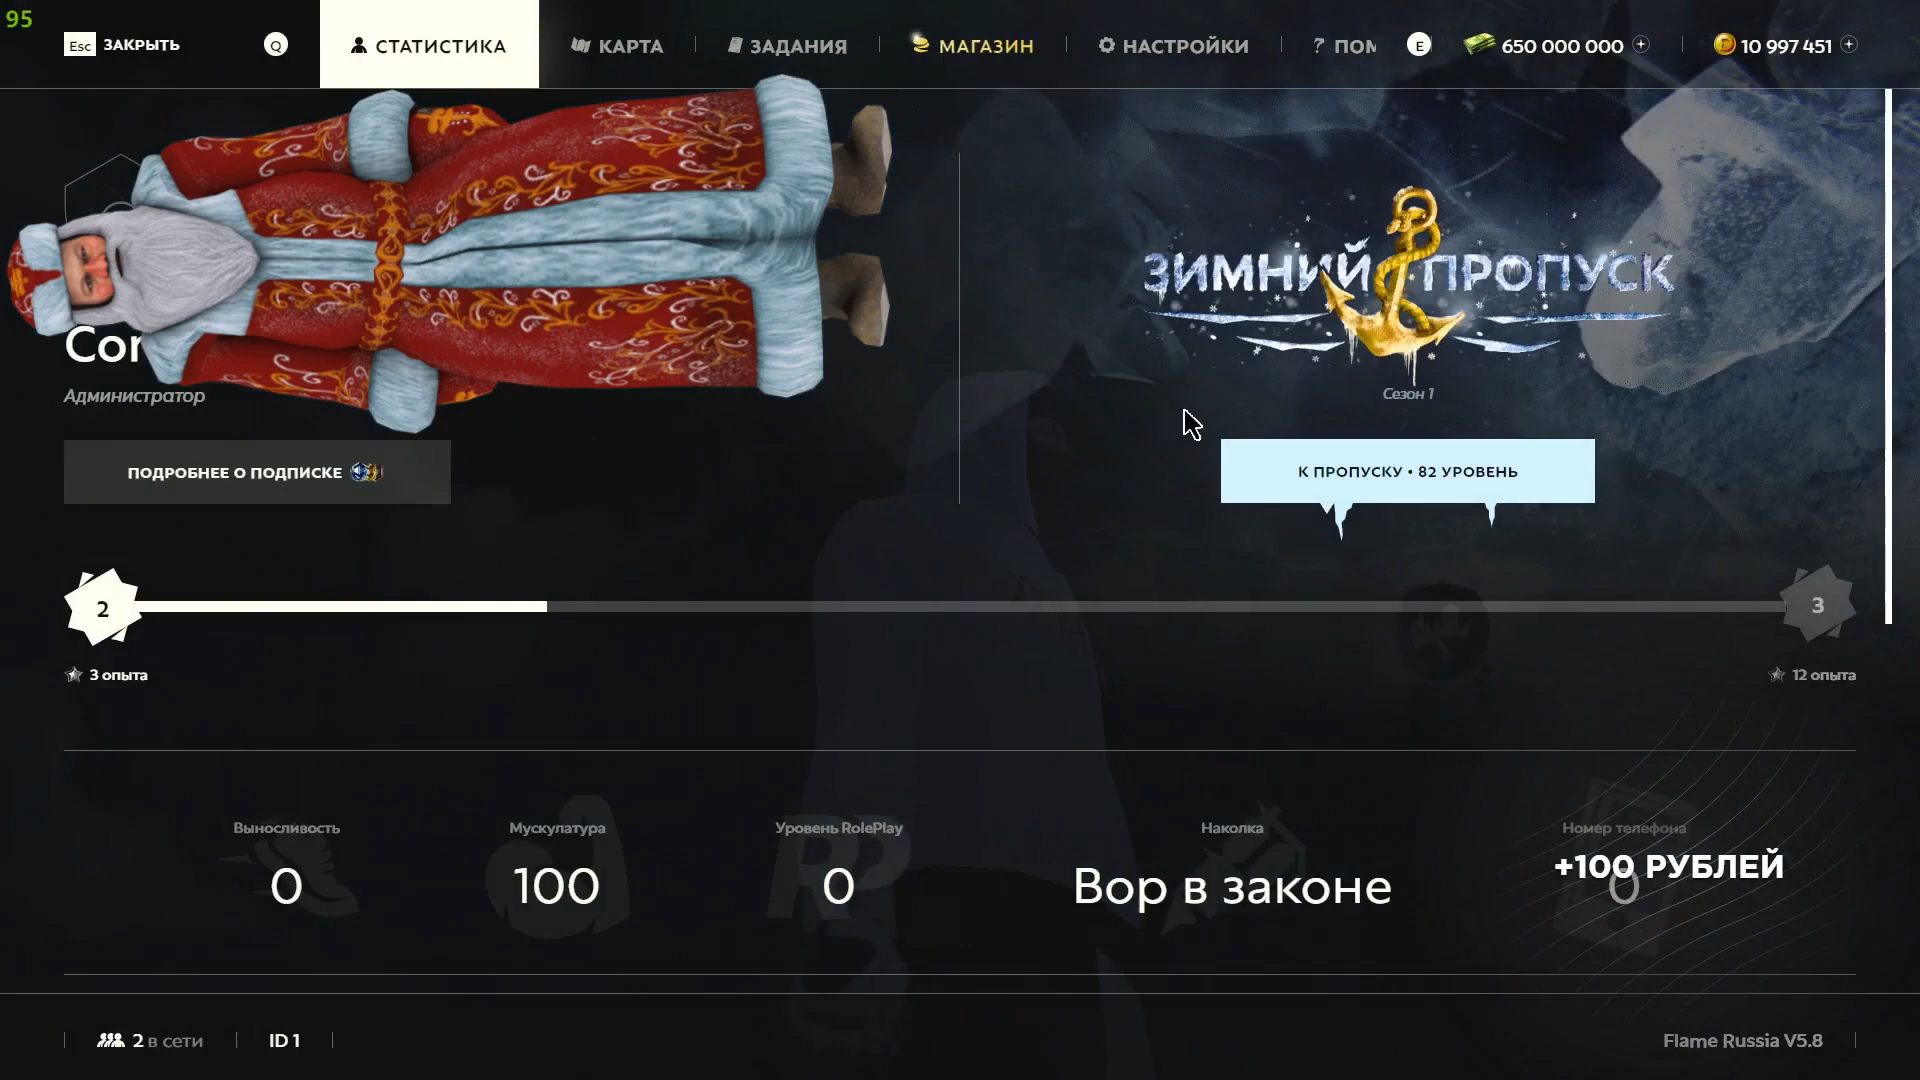 95
Esc ЗАКРЫТЬ
Q
СТАТИСТИКА
КАРТА
ЗАДАНИЯ
МАГАЗИН
НАСТРОЙКИ
? ПОМ
E
650 000 000
10 997 451
ЗИМНИЙ ПРОПУСК
Сезон 1
К ПРОПУСКУ • 82 УРОВЕНЬ
Администратор
ПОДРОБНЕЕ О ПОДПИСКЕ
2
3
3 опыта
12 опыта
Выносливость
0
Мускулатура
100
Уровень RolePlay
0
Наколка
Вор в законе
Номер телефона
0
+100 РУБЛЕЙ
2 в сети
ID 1
Flame Russia V5.8